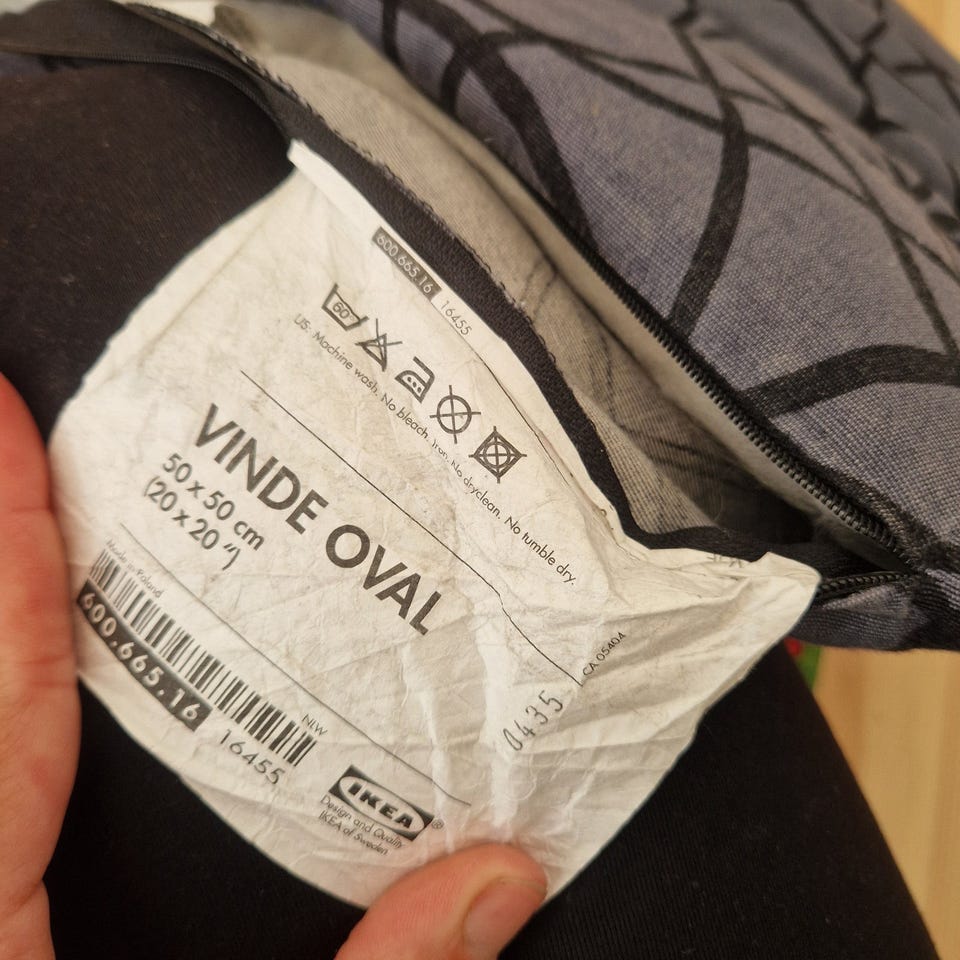 600.665.16 16455
60°
US: Machine wash. No bleach. Iron. No dryclean. No tumble dry.
VINDE OVAL
50 x 50 cm
(20 x 20 ")
CA 05404
0435
Made in Poland
NLW
600.665.16 16455
IKEA®
Design and Quality
IKEA of Sweden